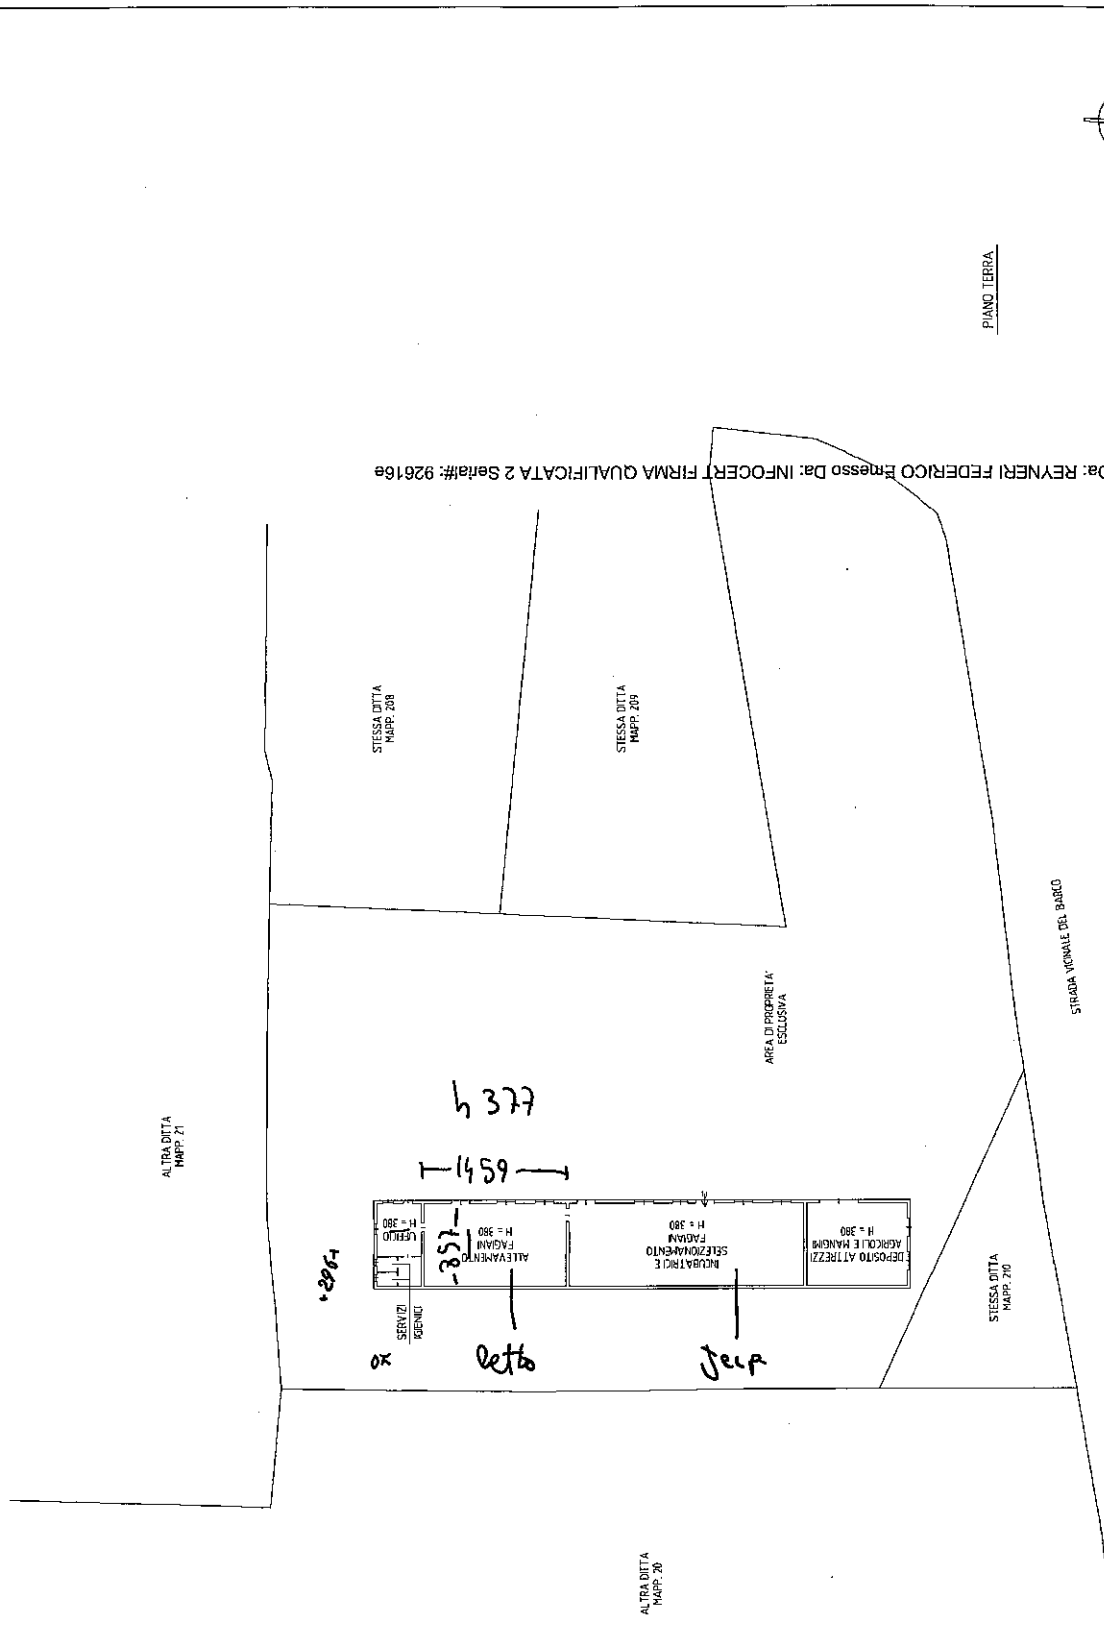 PIANO TERRA
Da: REYNERI FEDERICO Emesso Da: INFOCERT FIRMA QUALIFICATA 2 Serial#: 92616e
STESSA DITTA
MAPP. 208
STESSA DITTA
MAPP. 209
STRADA VICINALE DEL BARCO
AREA DI PROPRIETA'
ESCLUSIVA
ALTRA DITTA
MAPP. 21
h 377
1459
UFFICIO
H = 380
357
ALLEVAMENTO
FAGIANI
H = 380
INCUBATRICI E
SELEZIONAMENTO
FAGIANI
H = 380
DEPOSITO ATTREZZI
AGRICOLI E MANGIMI
H = 380
296
SERVIZI
IGIENICI
STESSA DITTA
MAPP. 210
letto
Jeep
ALTRA DITTA
MAPP. 20